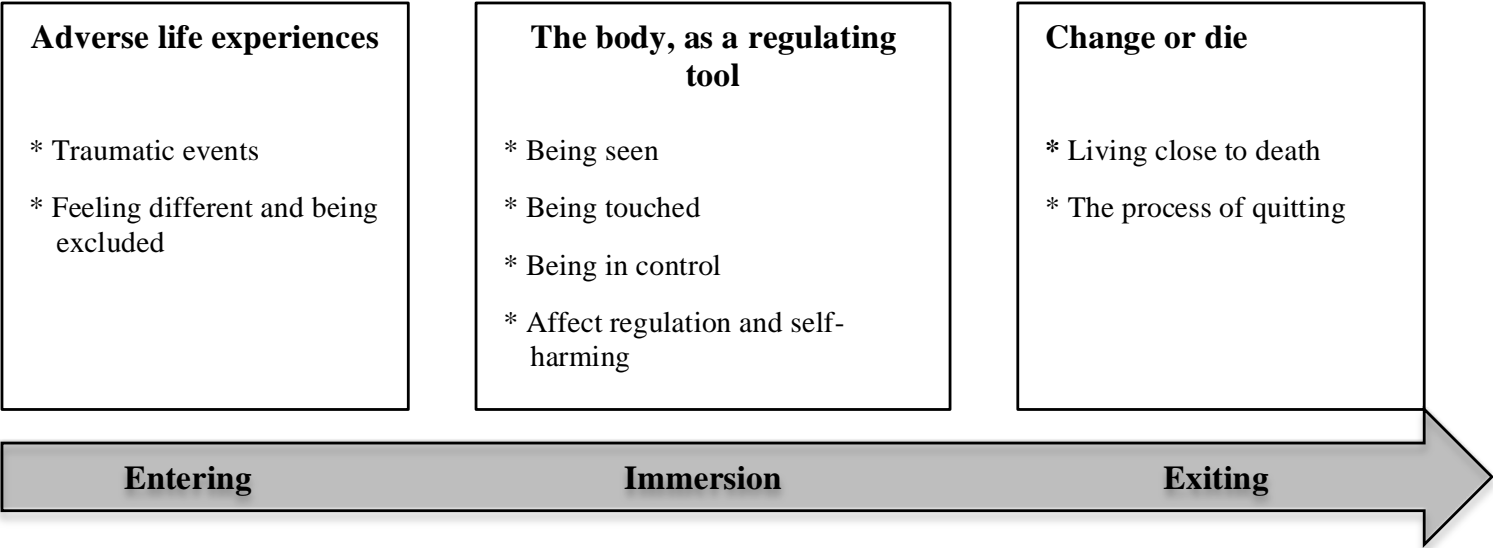 Adverse life experiences
* Traumatic events
* Feeling different and being
excluded
The body, as a regulating
tool
* Being seen
* Being touched
* Being in control
* Affect regulation and self-
harming
Change or die
* Living close to death
* The process of quitting
Entering
Immersion
Exiting